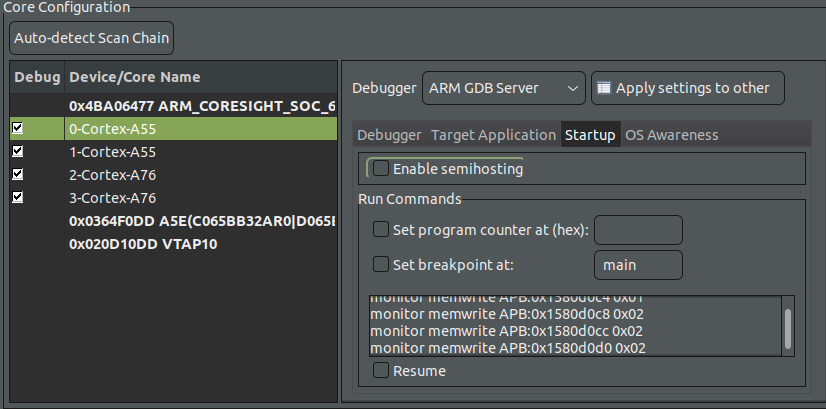 Core Configuration
Auto-detect Scan Chain
Debug Device/Core Name
0x4BA06477 ARM_CORESIGHT_SOC_6
0-Cortex-A55
1-Cortex-A55
2-Cortex-A76
3-Cortex-A76
0x0364F0DD A5E(C065BB32AR0|D065B
0x020D10DD VTAP10
Debugger ARM GDB Server Apply settings to other
Debugger Target Application Startup OS Awareness
Enable semihosting
Run Commands
Set program counter at (hex):
Set breakpoint at: main
monitor memwrite APB:0x1580d0c4 0x01
monitor memwrite APB:0x1580d0c8 0x02
monitor memwrite APB:0x1580d0cc 0x02
monitor memwrite APB:0x1580d0d0 0x02
Resume